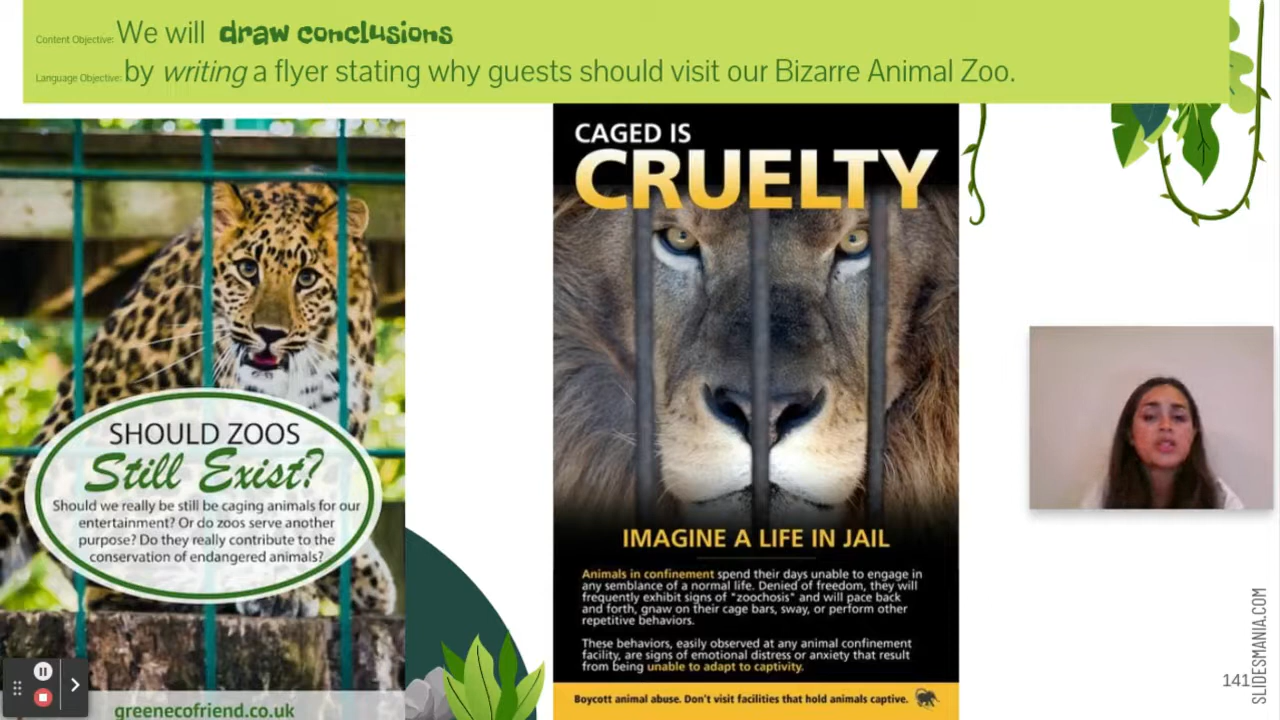 Content Objective: We will draw conclusions
Language Objective: by writing a flyer stating why guests should visit our Bizarre Animal Zoo.
SHOULD ZOOS
Still Exist?
Should we really be still be caging animals for our
entertainment? Or do zoos serve another
purpose? Do they really contribute to the
conservation of endangered animals?
greenecofriend.co.uk
CAGED IS
CRUELTY
IMAGINE A LIFE IN JAIL
Animals in confinement spend their days unable to engage in
any semblance of a normal life. Denied of freedom, they will
frequently exhibit signs of "zoochosis" and will pace back
and forth, gnaw on their cage bars, sway, or perform other
repetitive behaviors.
These behaviors, easily observed at any animal confinement
facility, are signs of emotional distress or anxiety that result
from being unable to adapt to captivity.
Boycott animal abuse. Don't visit facilities that hold animals captive.
141
SLIDESMANIA.COM